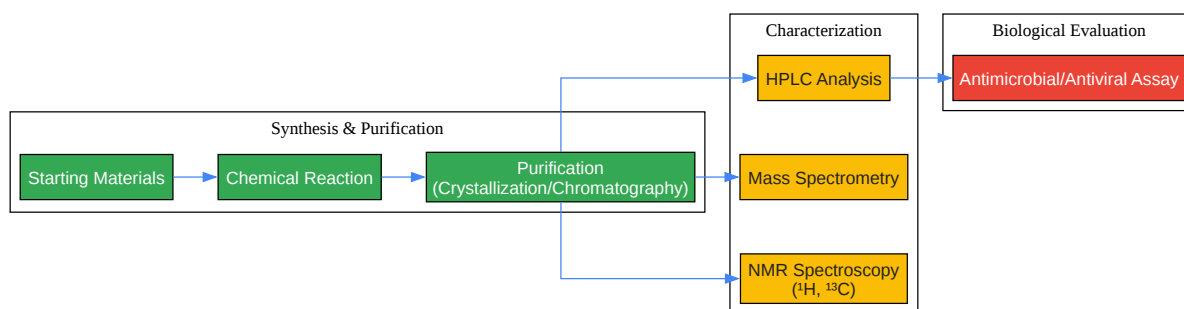 Synthesis & Purification
Starting Materials
Chemical Reaction
Purification
(Crystallization/Chromatography)
Characterization
HPLC Analysis
Mass Spectrometry
NMR Spectroscopy
(¹H, ¹³C)
Biological Evaluation
Antimicrobial/Antiviral Assay